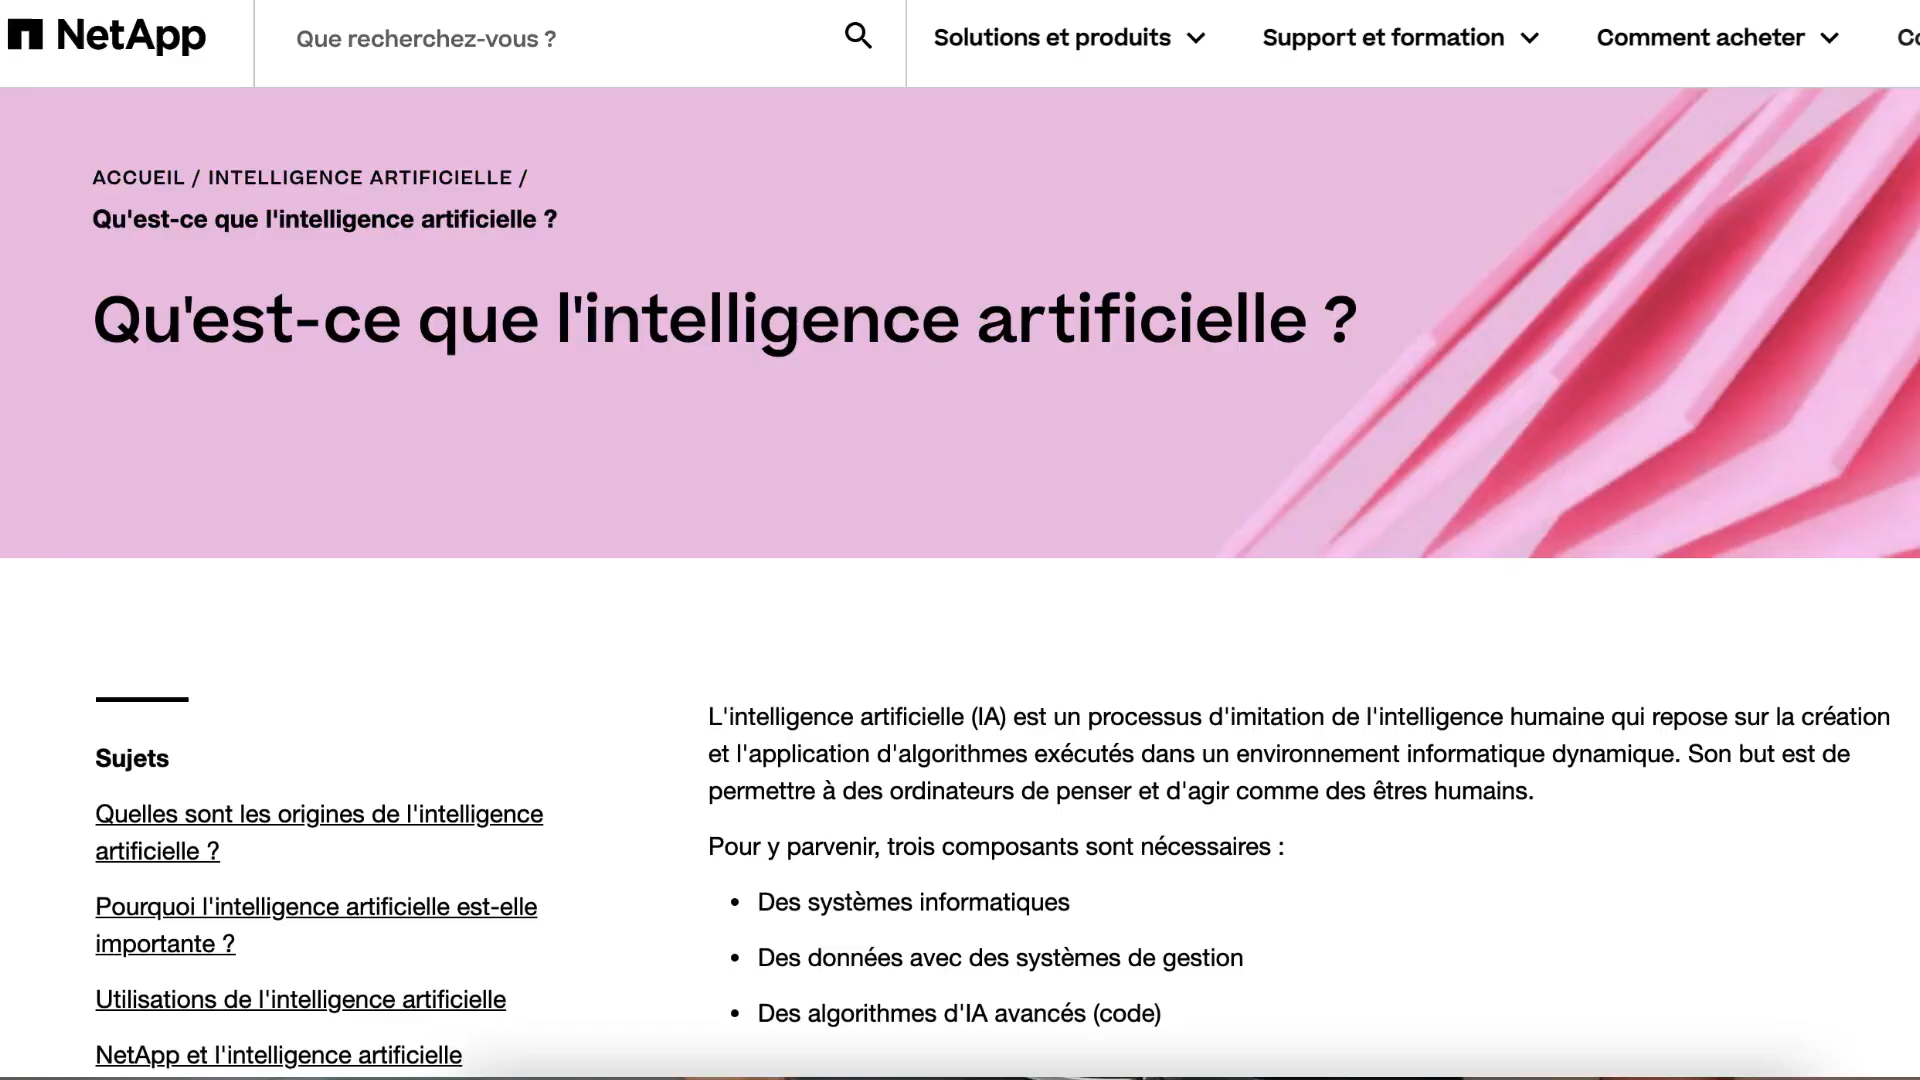 NetApp
Que recherchez-vous ?
Solutions et produits
Support et formation
Comment acheter
ACCUEIL / INTELLIGENCE ARTIFICIELLE /
Qu'est-ce que l'intelligence artificielle ?
Qu'est-ce que l'intelligence artificielle ?
Sujets
Quelles sont les origines de l'intelligence
artificielle ?
Pourquoi l'intelligence artificielle est-elle
importante ?
Utilisations de l'intelligence artificielle
NetApp et l'intelligence artificielle
L'intelligence artificielle (IA) est un processus d'imitation de l'intelligence humaine qui repose sur la création
et l'application d'algorithmes exécutés dans un environnement informatique dynamique. Son but est de
permettre à des ordinateurs de penser et d'agir comme des êtres humains.
Pour y parvenir, trois composants sont nécessaires :
• Des systèmes informatiques
• Des données avec des systèmes de gestion
• Des algorithmes d'IA avancés (code)